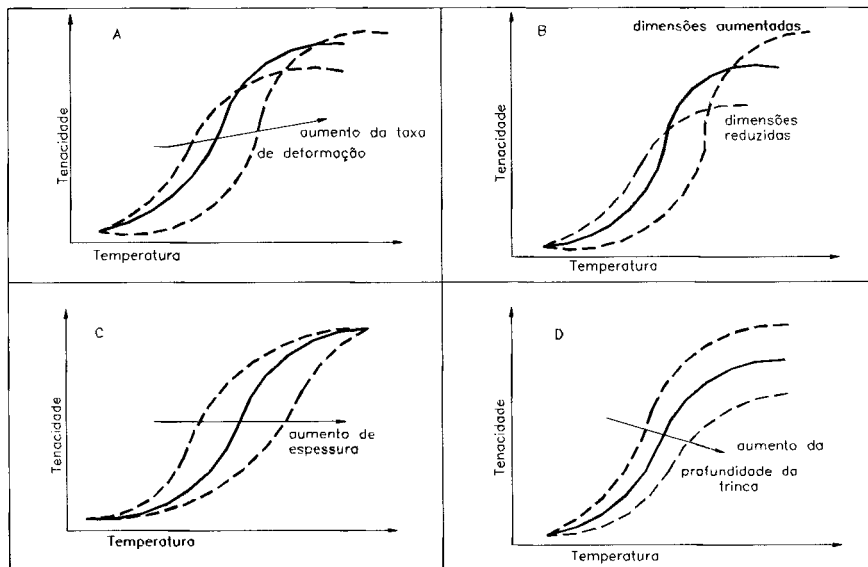 A
Tenacidade
aumento da taxa
de deformação
Temperatura
B
dimensões aumentadas
Tenacidade
dimensões
reduzidas
Temperatura
C
Tenacidade
aumento de
espessura
Temperatura
D
Tenacidade
aumento da
profundidade da
trinca
Temperatura